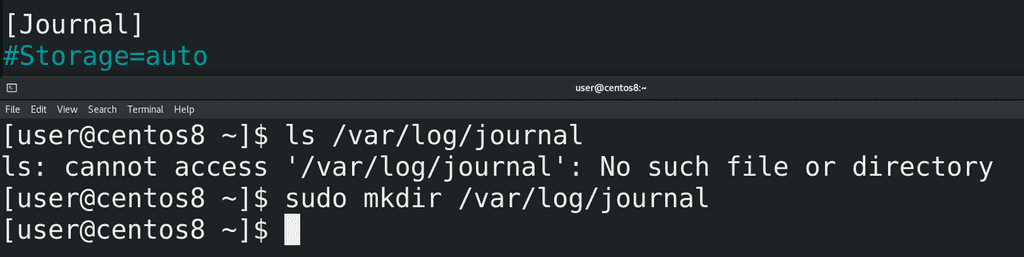 [Journal]
#Storage=auto
user@centos8:~
File Edit View Search Terminal Help
[user@centos8 ~]$ ls /var/log/journal
ls: cannot access '/var/log/journal': No such file or directory
[user@centos8 ~]$ sudo mkdir /var/log/journal
[user@centos8 ~]$